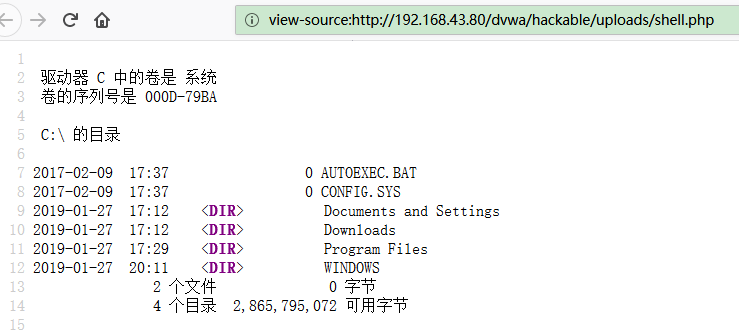 view-source:http://192.168.43.80/dvwa/hackable/uploads/shell.php
1
2 驱动器 C 中的卷是 系统
3 卷的序列号是 000D-79BA
4
5 C:\ 的目录
6
7 2017-02-09 17:37 0 AUTOEXEC.BAT
8 2017-02-09 17:37 0 CONFIG.SYS
9 2019-01-27 17:12 <DIR> Documents and Settings
10 2019-01-27 17:12 <DIR> Downloads
11 2019-01-27 17:29 <DIR> Program Files
12 2019-01-27 20:11 <DIR> WINDOWS
13 2 个文件 0 字节
14 4 个目录 2,865,795,072 可用字节
15